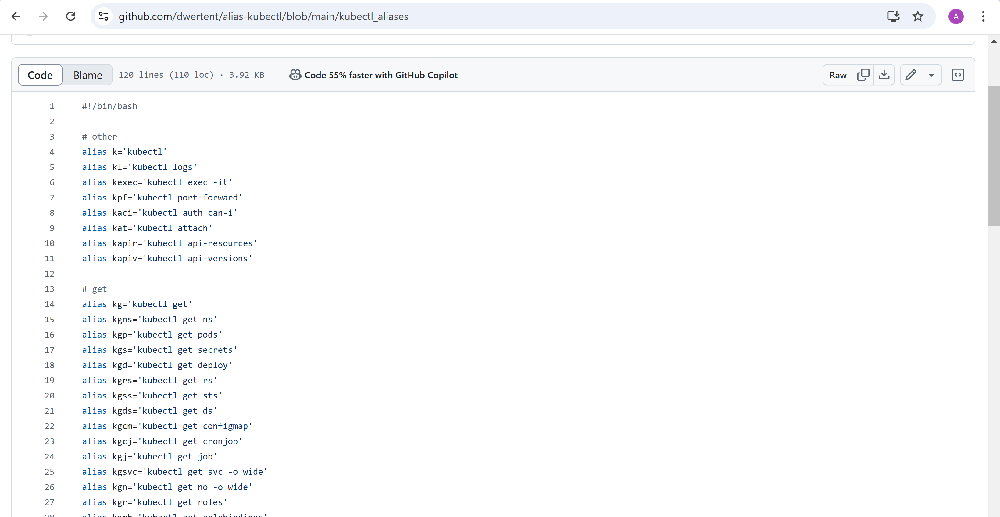 github.com/dwertent/alias-kubectl/blob/main/kubectl_aliases
A
Code Blame 120 lines (110 loc) · 3.92 KB Code 55% faster with GitHub Copilot Raw
1 #!/bin/bash
2
3 # other
4 alias k='kubectl'
5 alias kl='kubectl logs'
6 alias kexec='kubectl exec -it'
7 alias kpf='kubectl port-forward'
8 alias kaci='kubectl auth can-i'
9 alias kat='kubectl attach'
10 alias kapir='kubectl api-resources'
11 alias kapiv='kubectl api-versions'
12
13 # get
14 alias kg='kubectl get'
15 alias kgns='kubectl get ns'
16 alias kgp='kubectl get pods'
17 alias kgs='kubectl get secrets'
18 alias kgd='kubectl get deploy'
19 alias kgrs='kubectl get rs'
20 alias kgss='kubectl get sts'
21 alias kgds='kubectl get ds'
22 alias kgcm='kubectl get configmap'
23 alias kgcj='kubectl get cronjob'
24 alias kgj='kubectl get job'
25 alias kgsvc='kubectl get svc -o wide'
26 alias kgn='kubectl get no -o wide'
27 alias kgr='kubectl get roles'
28 alias kgrb='kubectl get rolebindings'